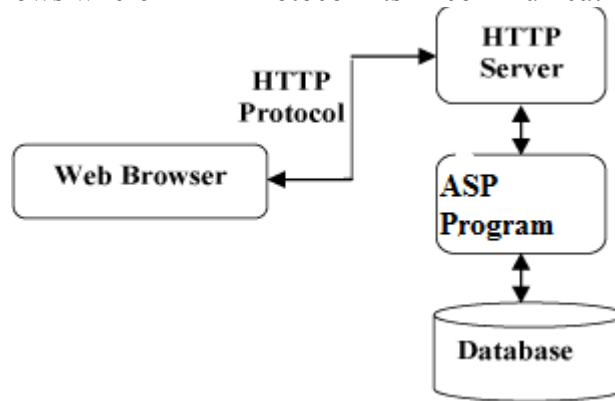 HTTP
Server
HTTP
Protocol
Web Browser
ASP
Program
Database